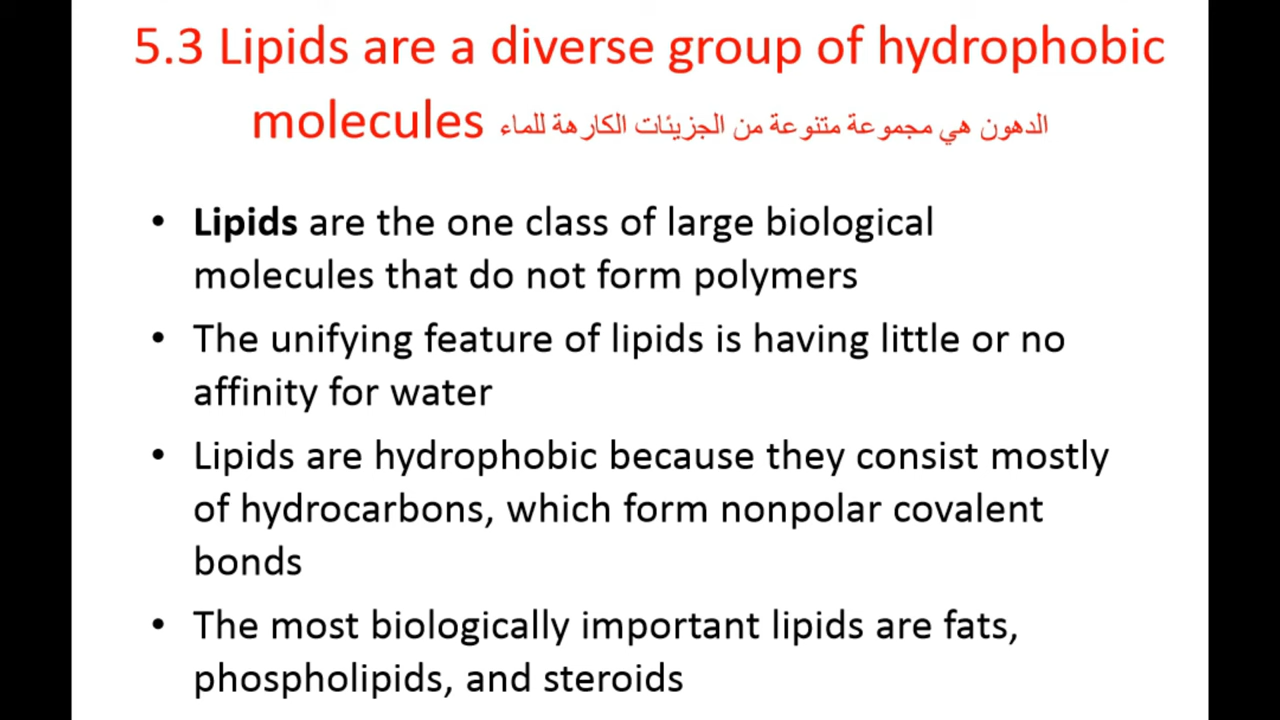 5.3 Lipids are a diverse group of hydrophobic
molecules الدهون هي مجموعة متنوعة من الجزيئات الكارهة للماء
• Lipids are the one class of large biological
molecules that do not form polymers
• The unifying feature of lipids is having little or no
affinity for water
• Lipids are hydrophobic because they consist mostly
of hydrocarbons, which form nonpolar covalent
bonds
• The most biologically important lipids are fats,
phospholipids, and steroids